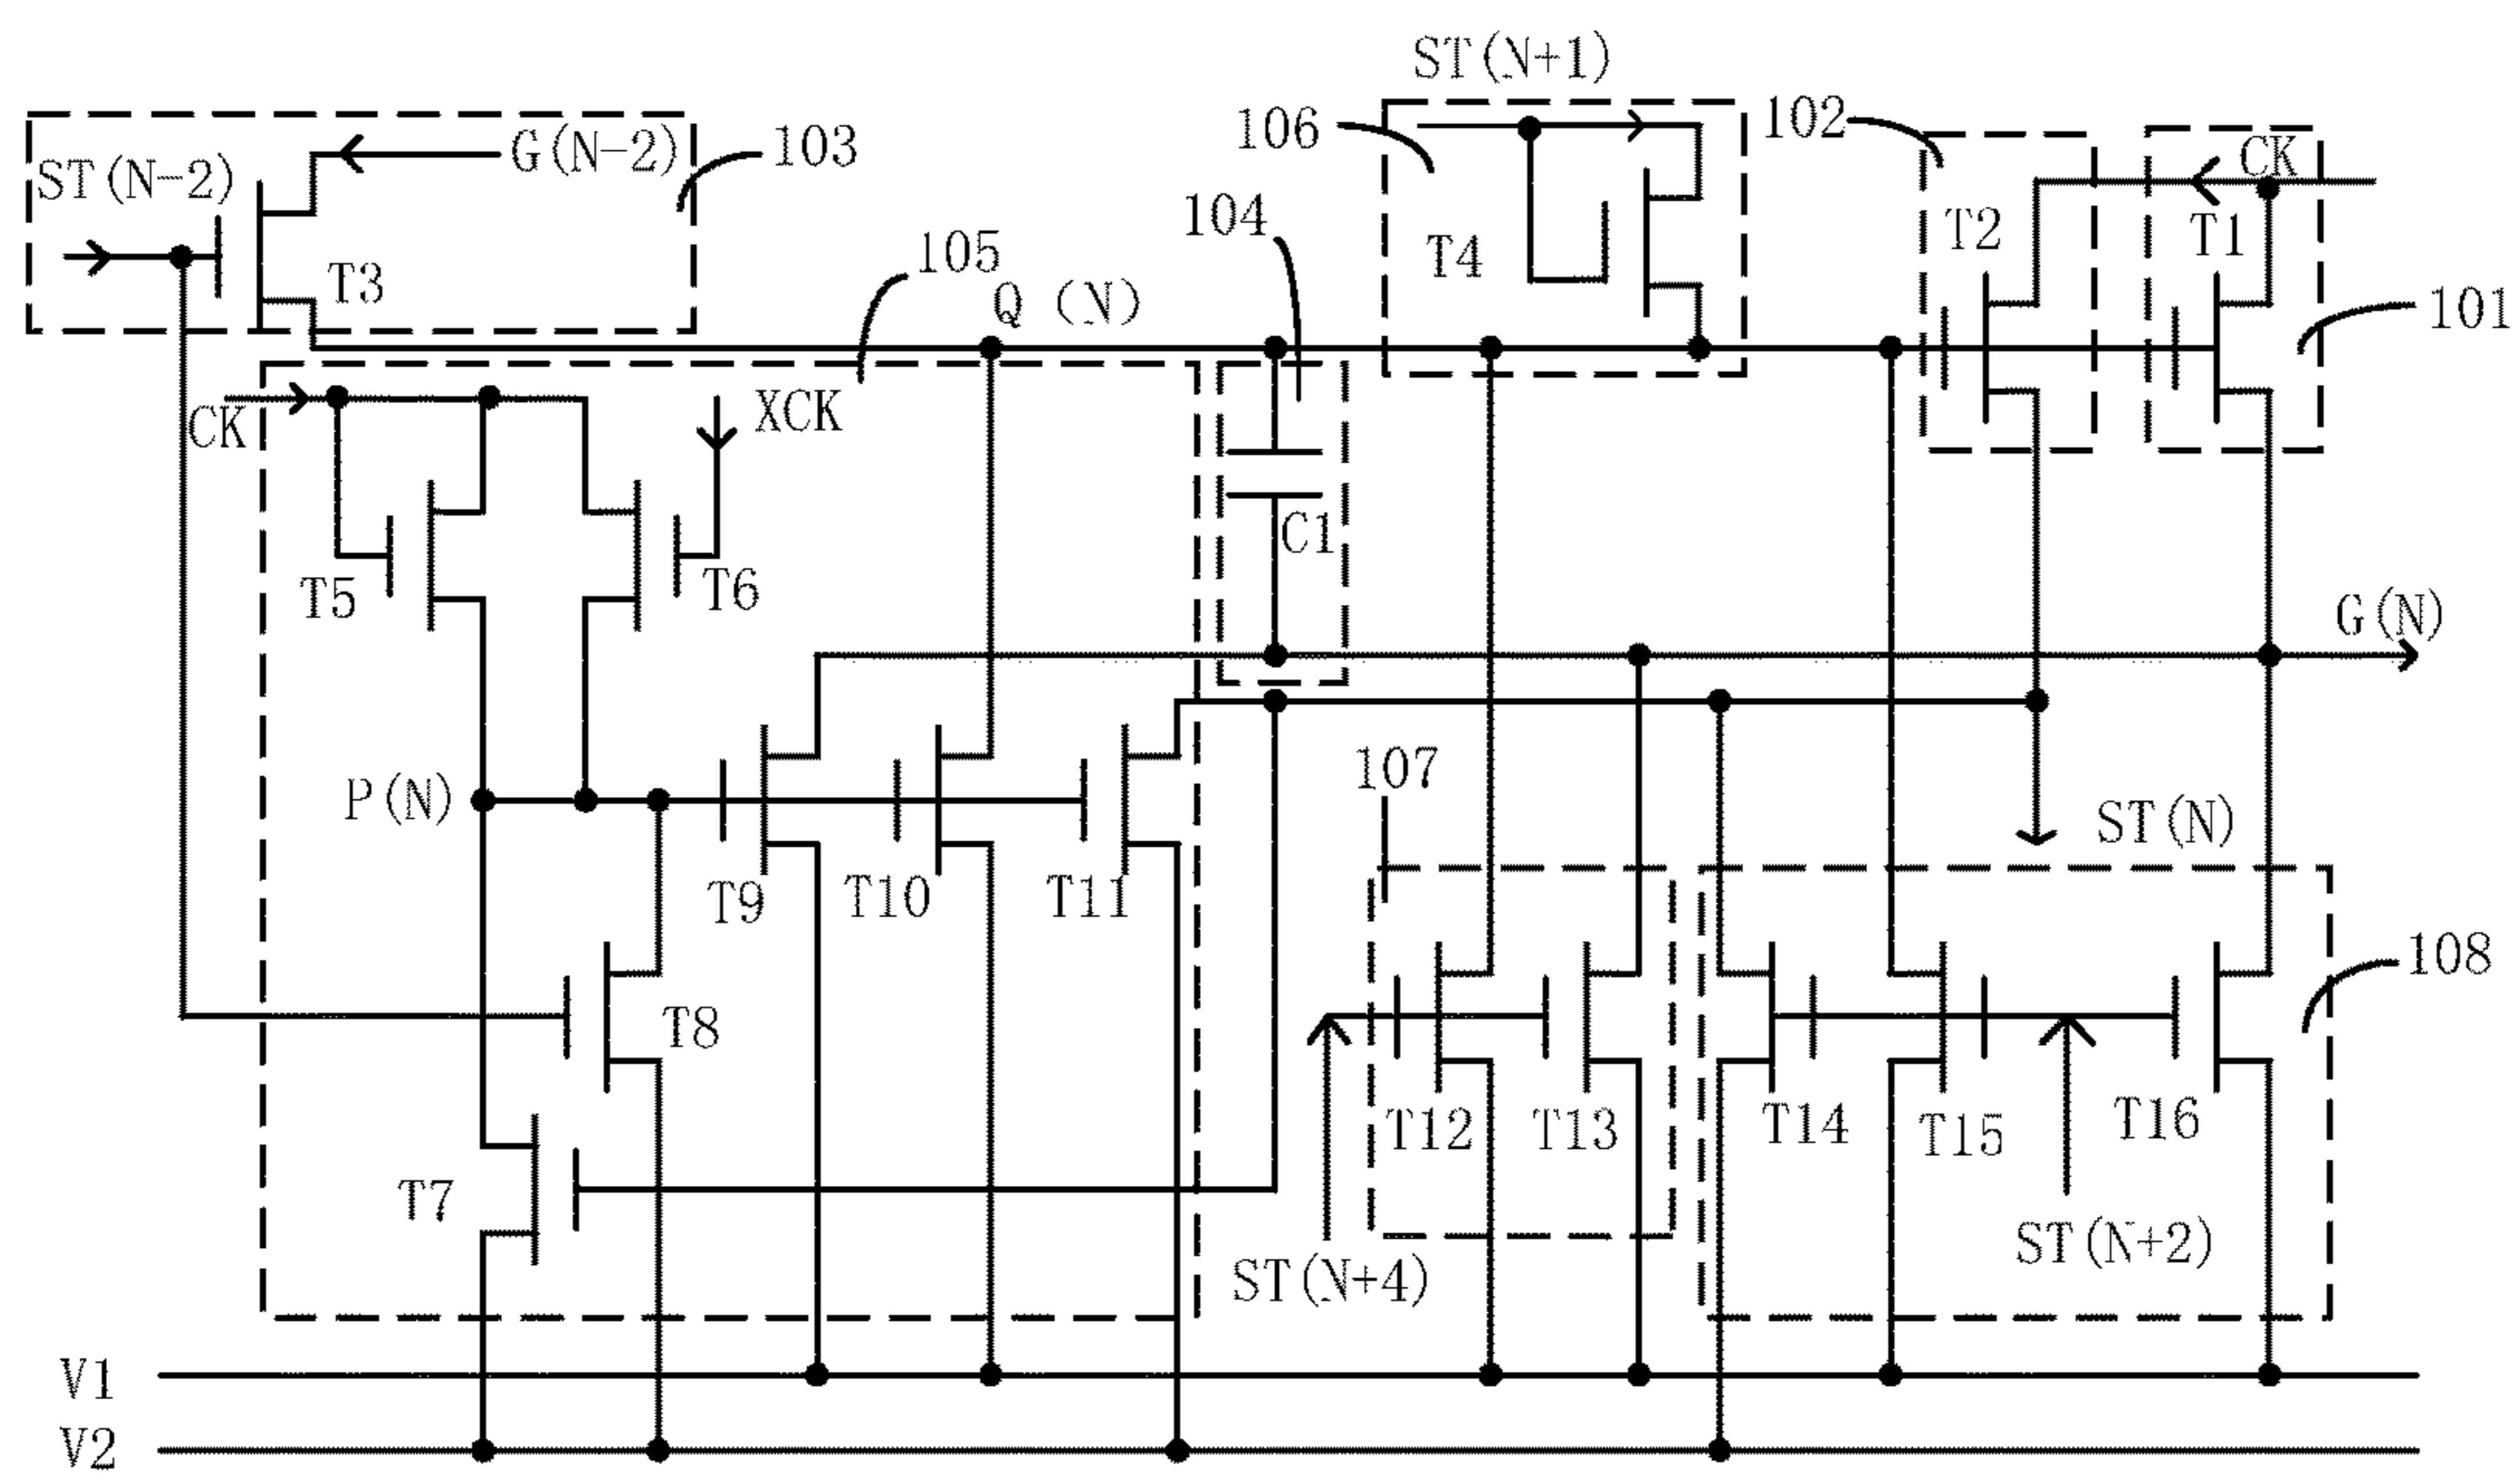 ST(N+1)
106
102
CK
103
G(N-2)
ST(N-2)
104
T2
T1
T4
105
T3
Q (N)
101
CK
XCK
C1
T5
T6
G(N)
107
P(N)
ST(N)
T9
T10
T11
108
T8
T12
T13
T14
T15
T16
T7
ST(N+4)
ST(N+2)
V1
V2